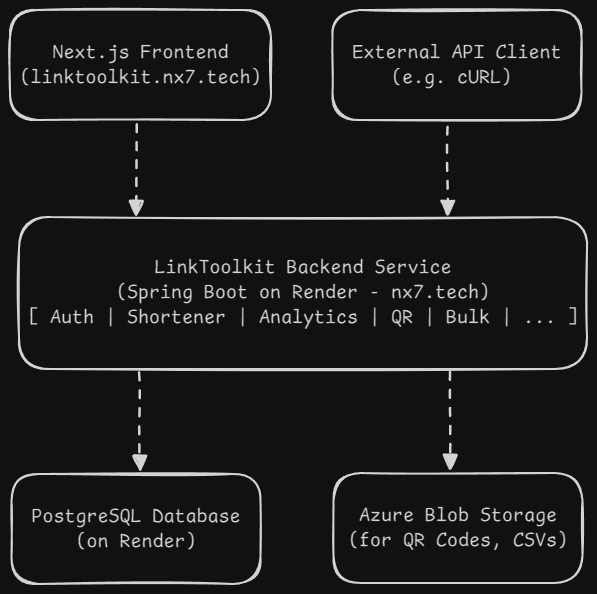 Next.js Frontend
(linktoolkit.nx7.tech)
External API Client
(e.g. cURL)
LinkToolkit Backend Service
(Spring Boot on Render - nx7.tech)
[ Auth | Shortener | Analytics | QR | Bulk | ... ]
PostgreSQL Database
(on Render)
Azure Blob Storage
(for QR Codes, CSVs)